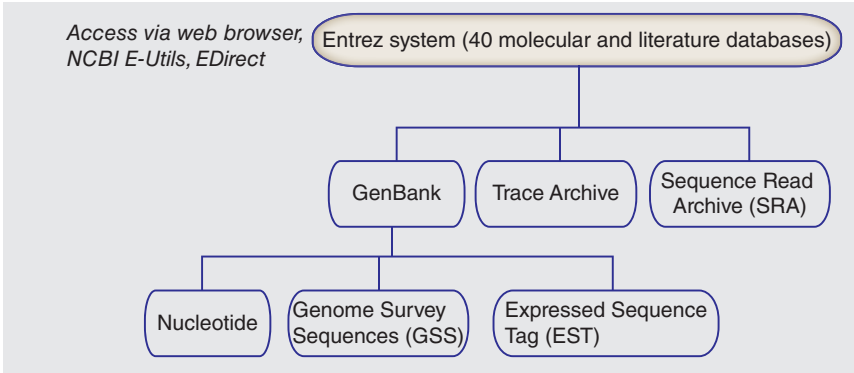 Access via web browser,
NCBI E-Utils, EDirect
Entrez system (40 molecular and literature databases)
GenBank
Trace Archive
Sequence Read
Archive (SRA)
Nucleotide
Genome Survey
Sequences (GSS)
Expressed Sequence
Tag (EST)